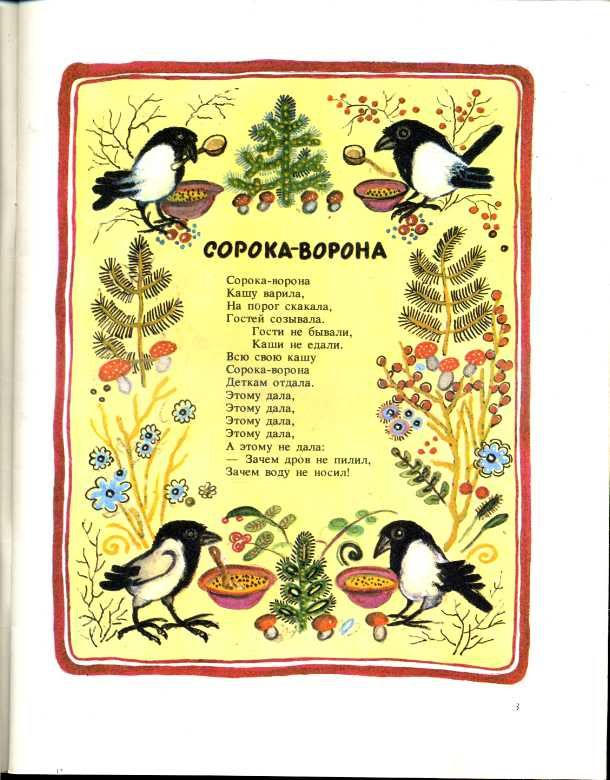 СОРОКА-ВОРОНА
Сорока-ворона
Кашу варила,
На порог скакала,
Гостей созывала.
Гости не бывали,
Каши не едали.
Всю свою кашу
Сорока-ворона
Деткам отдала.
Этому дала,
Этому дала,
Этому дала,
Этому дала,
А этому не дала:
— Зачем дров не пилил,
Зачем воду не носил!
3